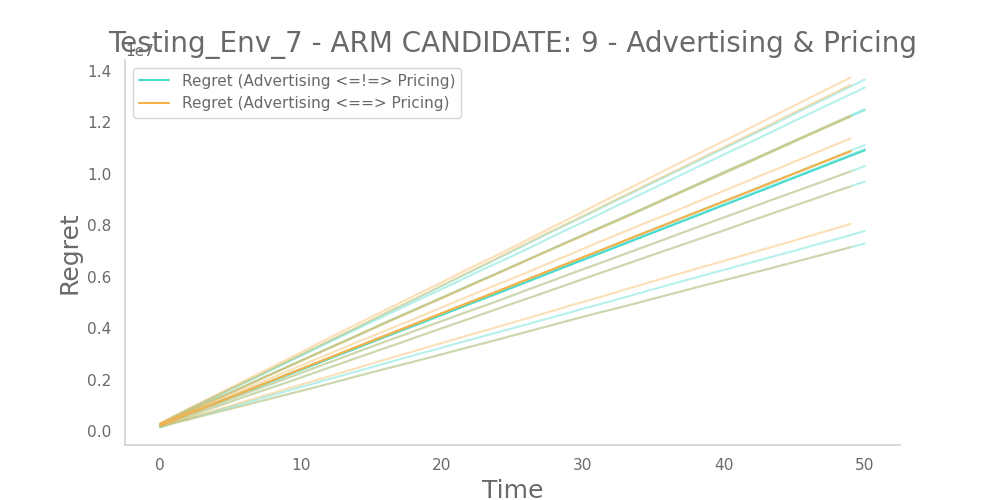 Testing_Env_7 - ARM CANDIDATE: 9 - Advertising & Pricing
1e7
Regret (Advertising <=!=> Pricing)
Regret (Advertising <==> Pricing)
1.4
1.2
1.0
0.8
0.6
0.4
0.2
0.0
Regret
0 10 20 30 40 50
Time